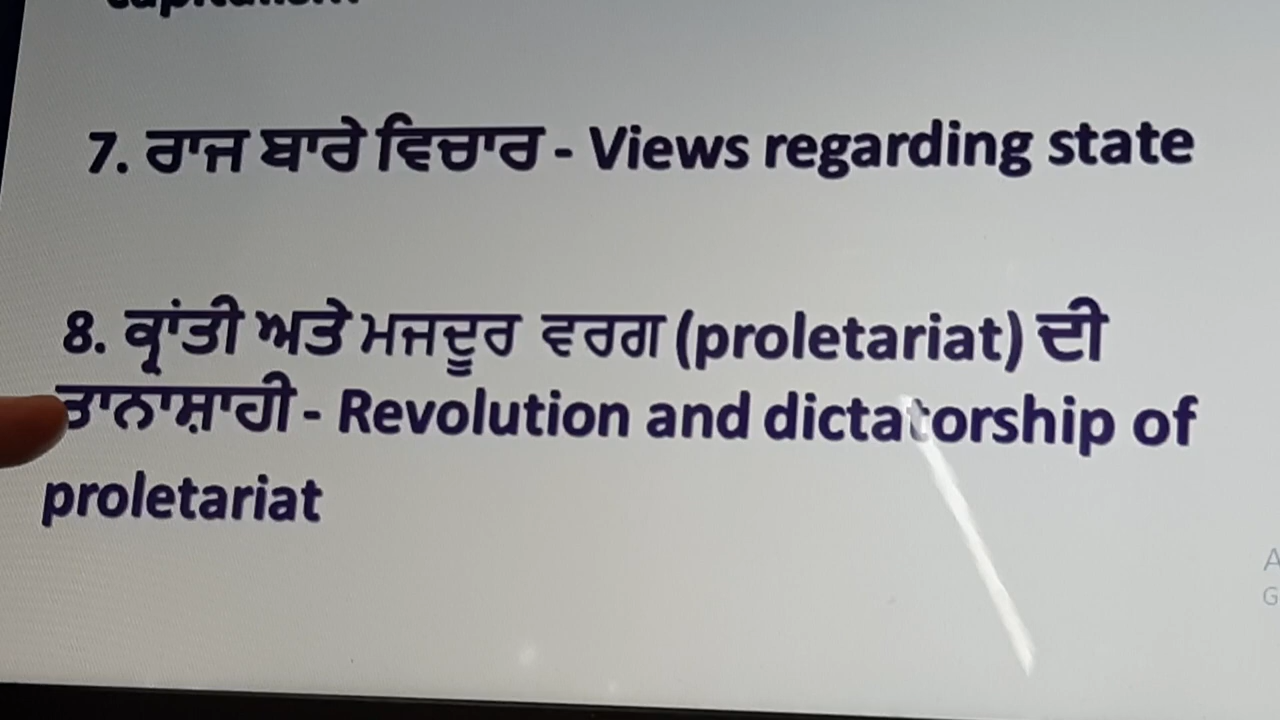 7. ਰਾਜ ਬਾਰੇ ਵਿਚਾਰ - Views regarding state
8. ਕ੍ਰਾਂਤੀ ਅਤੇ ਮਜਦੂਰ ਵਰਗ (proletariat) ਦੀ
ਤਾਨਾਸ਼ਾਹੀ - Revolution and dictatorship of
proletariat